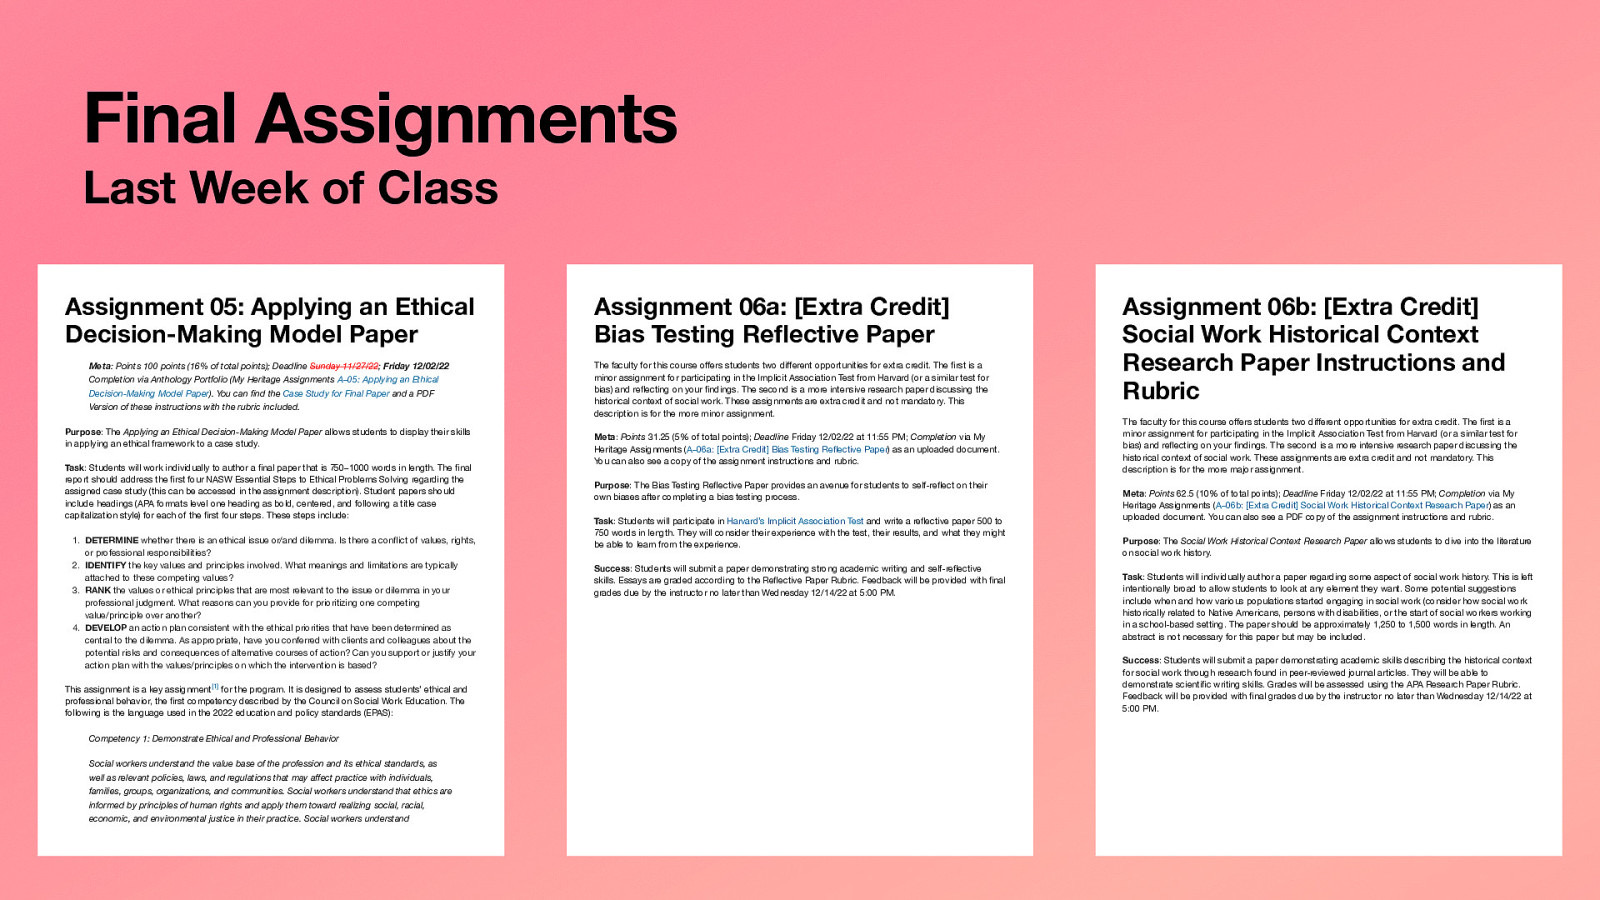 Final Assignments
Last Week of Class
Assignment 05: Applying an Ethical
Decision-Making Model Paper
Meta: Points 100 points (16% of total points); Deadline Sunday 11/27/22; Friday 12/02/22
Completion via Anthology Portfolio (My Heritage Assignments A-05: Applying an Ethical
Decision-Making Model Paper). You can find the Case Study for Final Paper and a PDF
Version of these instructions with the rubric included.
Purpose: The Applying an Ethical Decision-Making Model Paper allows students to display their skills
in applying an ethical framework to a case study.
Task: Students will work individually to author a final paper that is 750–1000 words in length. The final
report should address the first four NASW Essential Steps to Ethical Problems Solving regarding the
assigned case study (this can be accessed in the assignment description). Student papers should
include headings (APA formats level one heading as bold, centered, and following a title case
capitalization style) for each of the first four steps. These steps include:
1. DETERMINE whether there is an ethical issue or/and dilemma. Is there a conflict of values, rights,
or professional responsibilities?
2. IDENTIFY the key values and principles involved. What meanings and limitations are typically
attached to these competing values?
3. RANK the values or ethical principles that are most relevant to the issue or dilemma in your
professional judgment. What reasons can you provide for prioritizing one competing
value/principle over another?
4. DEVELOP an action plan consistent with the ethical priorities that have been determined as
central to the dilemma. As appropriate, have you conferred with clients and colleagues about the
potential risks and consequences of alternative courses of action? Can you support or justify your
action plan with the values/principles on which the intervention is based?
This assignment is a key assignment[1] for the program. It is designed to assess students' ethical and
professional behavior, the first competency described by the Council on Social Work Education. The
following is the language used in the 2022 education and policy standards (EPAS):
Competency 1: Demonstrate Ethical and Professional Behavior
Social workers understand the value base of the profession and its ethical standards, as
well as relevant policies, laws, and regulations that may affect practice with individuals,
families, groups, organizations, and communities. Social workers understand that ethics are
informed by principles of human rights and apply them toward realizing social, racial,
economic, and environmental justice in their practice. Social workers understand
Assignment 06a: [Extra Credit]
Bias Testing Reflective Paper
The faculty for this course offers students two different opportunities for extra credit. The first is a
minor assignment for participating in the Implicit Association Test from Harvard (or a similar test for
bias) and reflecting on your findings. The second is a more intensive research paper discussing the
historical context of social work. These assignments are extra credit and not mandatory. This
description is for the more minor assignment.
Meta: Points 31.25 (5% of total points); Deadline Friday 12/02/22 at 11:55 PM; Completion via My
Heritage Assignments (A-06a: [Extra Credit] Bias Testing Reflective Paper) as an uploaded document.
You can also see a copy of the assignment instructions and rubric.
Purpose: The Bias Testing Reflective Paper provides an avenue for students to self-reflect on their
own biases after completing a bias testing process.
Task: Students will participate in Harvard's Implicit Association Test and write a reflective paper 500 to
750 words in length. They will consider their experience with the test, their results, and what they might
be able to learn from the experience.
Success: Students will submit a paper demonstrating strong academic writing and self-reflective
skills. Essays are graded according to the Reflective Paper Rubric. Feedback will be provided with final
grades due by the instructor no later than Wednesday 12/14/22 at 5:00 PM.
Assignment 06b: [Extra Credit]
Social Work Historical Context
Research Paper Instructions and
Rubric
The faculty for this course offers students two different opportunities for extra credit. The first is a
minor assignment for participating in the Implicit Association Test from Harvard (or a similar test for
bias) and reflecting on your findings. The second is a more intensive research paper discussing the
historical context of social work. These assignments are extra credit and not mandatory. This
description is for the more major assignment.
Meta: Points 62.5 (10% of total points); Deadline Friday 12/02/22 at 11:55 PM; Completion via My
Heritage Assignments (A-06b: [Extra Credit] Social Work Historical Context Research Paper) as an
uploaded document. You can also see a PDF copy of the assignment instructions and rubric.
Purpose: The Social Work Historical Context Research Paper allows students to dive into the literature
on social work history.
Task: Students will individually author a paper regarding some aspect of social work history. This is left
intentionally broad to allow students to look at any element they want. Some potential suggestions
include when and how various populations started engaging in social work (consider how social work
historically related to Native Americans, persons with disabilities, or the start of social workers working
in a school-based setting. The paper should be approximately 1,250 to 1,500 words in length. An
abstract is not necessary for this paper but may be included.
Success: Students will submit a paper demonstrating academic skills describing the historical context
for social work through research found in peer-reviewed journal articles. They will be able to
demonstrate scientific writing skills. Grades will be assessed using the APA Research Paper Rubric.
Feedback will be provided with final grades due by the instructor no later than Wednesday 12/14/22 at
5:00 PM.